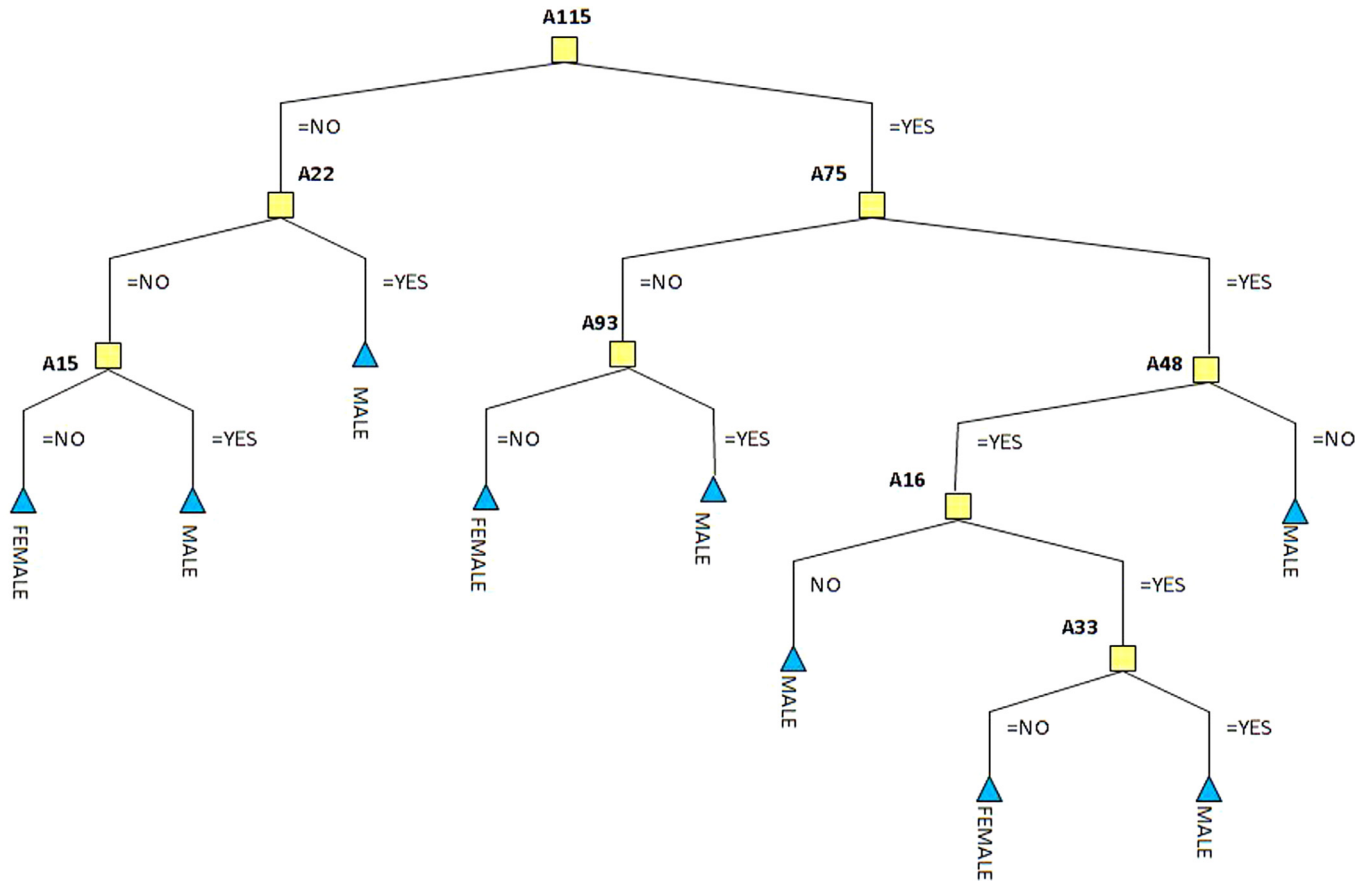 A115
=NO
=YES
A22
A75
=NO
=YES
=NO
=YES
A93
A15
A48
MALE
=NO
=YES
=NO
=YES
=YES
=NO
A16
FEMALE
MALE
FEMALE
MALE
MALE
NO
=YES
A33
MALE
=NO
=YES
FEMALE
MALE